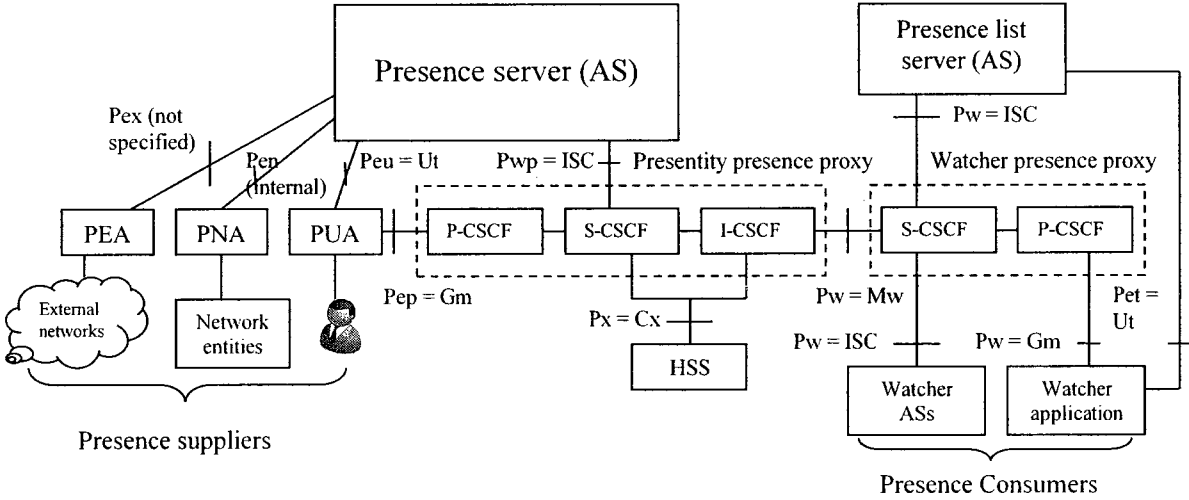 Presence server (AS)
Presence list
server (AS)
Pex (not
specified)
Pen
(internal)
Peu = Ut
Pwp = ISC
Pw = ISC
Presentity presence proxy
Watcher presence proxy
PEA
PNA
PUA
P-CSCF
S-CSCF
I-CSCF
S-CSCF
P-CSCF
External
networks
Network
entities
Pep = Gm
Px = Cx
HSS
Pw = Mw
Pet =
Ut
Pw = ISC
Pw = Gm
Watcher
ASs
Watcher
application
Presence suppliers
Presence Consumers